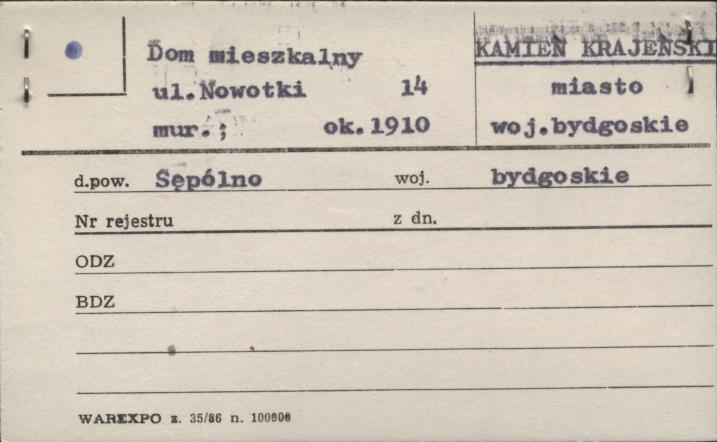 Dom mieszkalny
ul.Nowotki 14
mur.; ok.1910
KAMIEŃ KRAJEŃSKI
miasto
woj.bydgoskie
d.pow. Sępólno woj. bydgoskie
Nr rejestru z dn.
ODZ
BDZ
WAREXPO z. 35/86 n. 100000